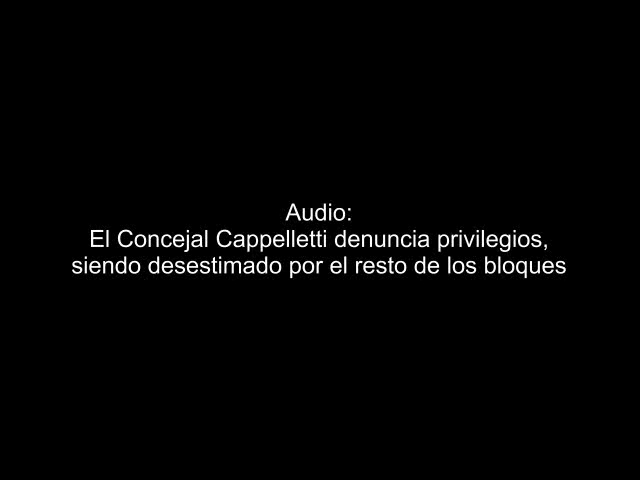 Audio:
El Concejal Cappelletti denuncia privilegios,
siendo desestimado por el resto de los bloques